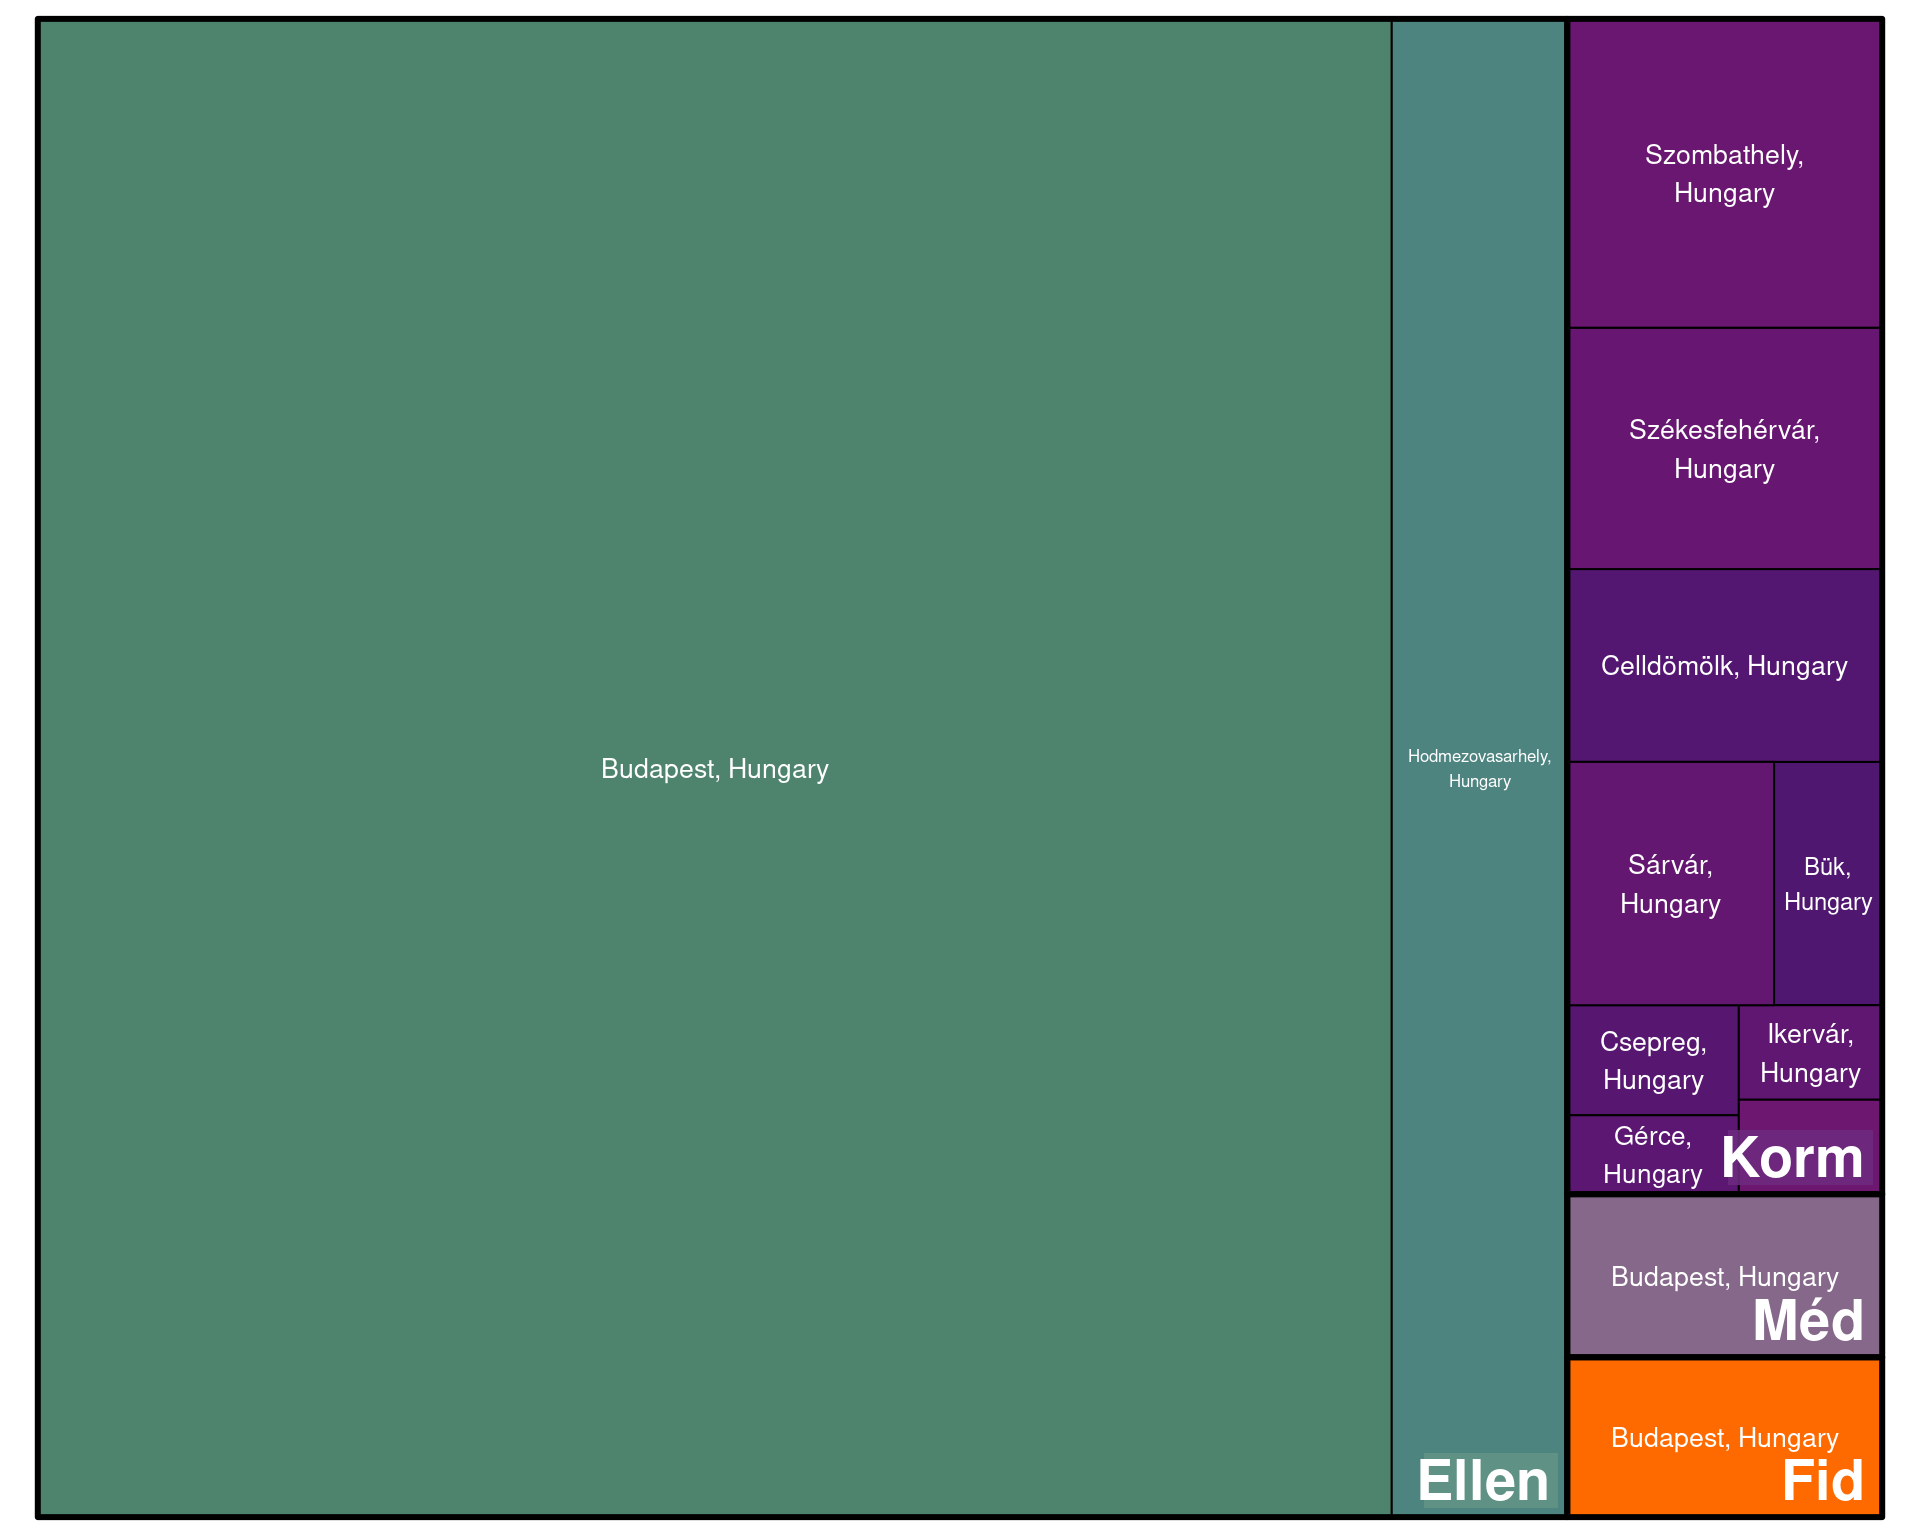 Budapest, Hungary
Hodmezovasarhely,
Hungary
Ellen
Szombathely,
Hungary
Székesfehérvár,
Hungary
Celldömölk, Hungary
Sárvár,
Hungary
Bük,
Hungary
Csepreg,
Hungary
Ikervár,
Hungary
Gérce,
Hungary
Korm
Budapest, Hungary
Méd
Budapest, Hungary
Fid